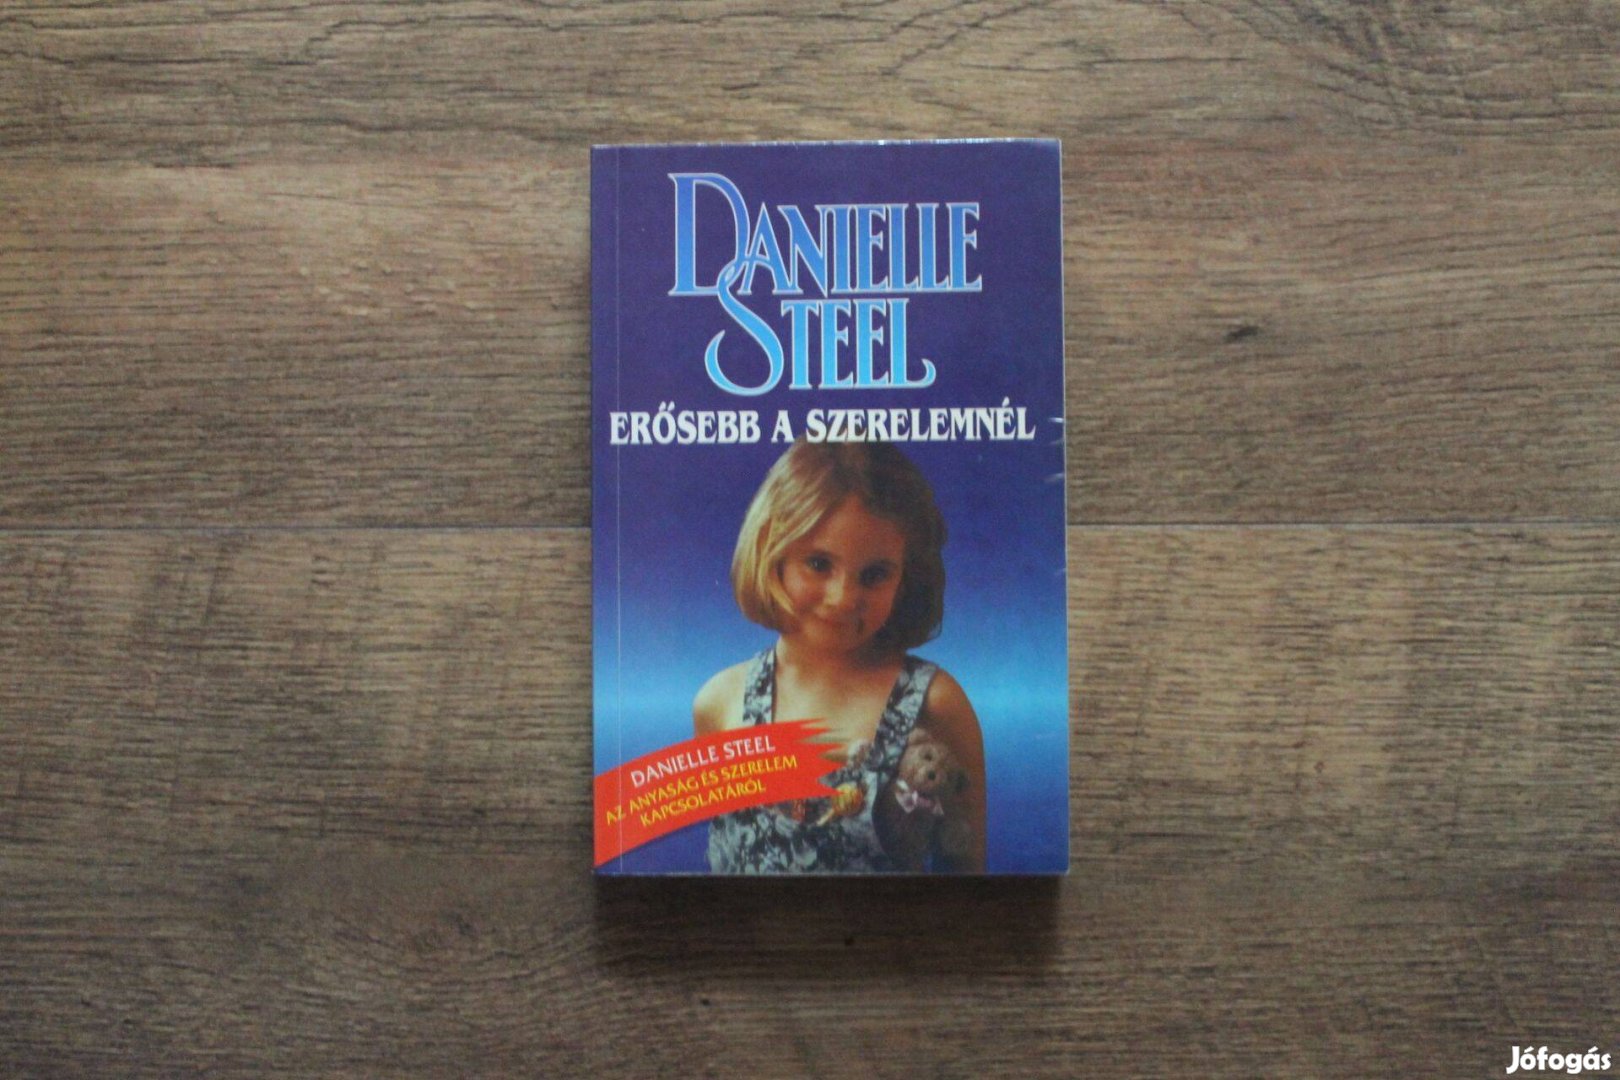 DANIELLE
STEEL
ERŐSEBB A SZERELEMNÉL
DANIELLE STEEL
AZ ANYASÁG ÉS SZERELEM
KAPCSOLATÁRÓL
Jófogás